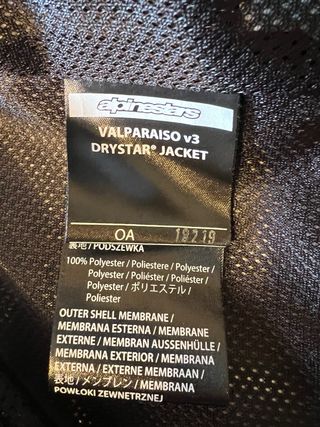 alpinestars
VALPARAISO v3
DRYSTAR® JACKET
OA 19219
裏地 / PODSZEWKA
100% Polyester / Poliestere / Polyester /
Polyester / Poliéster / Poliéster /
Polyester / ポリエステル /
Poliester
OUTER SHELL MEMBRANE /
MEMBRANA ESTERNA / MEMBRANE
EXTERNE / MEMBRAN AUSSENHÜLLE /
MEMBRANA EXTERIOR / MEMBRANA
EXTERNA / EXTERNE MEMBRAAN /
表地 / メンブレン / MEMBRANA
POWŁOKI ZEWNĘTRZNEJ